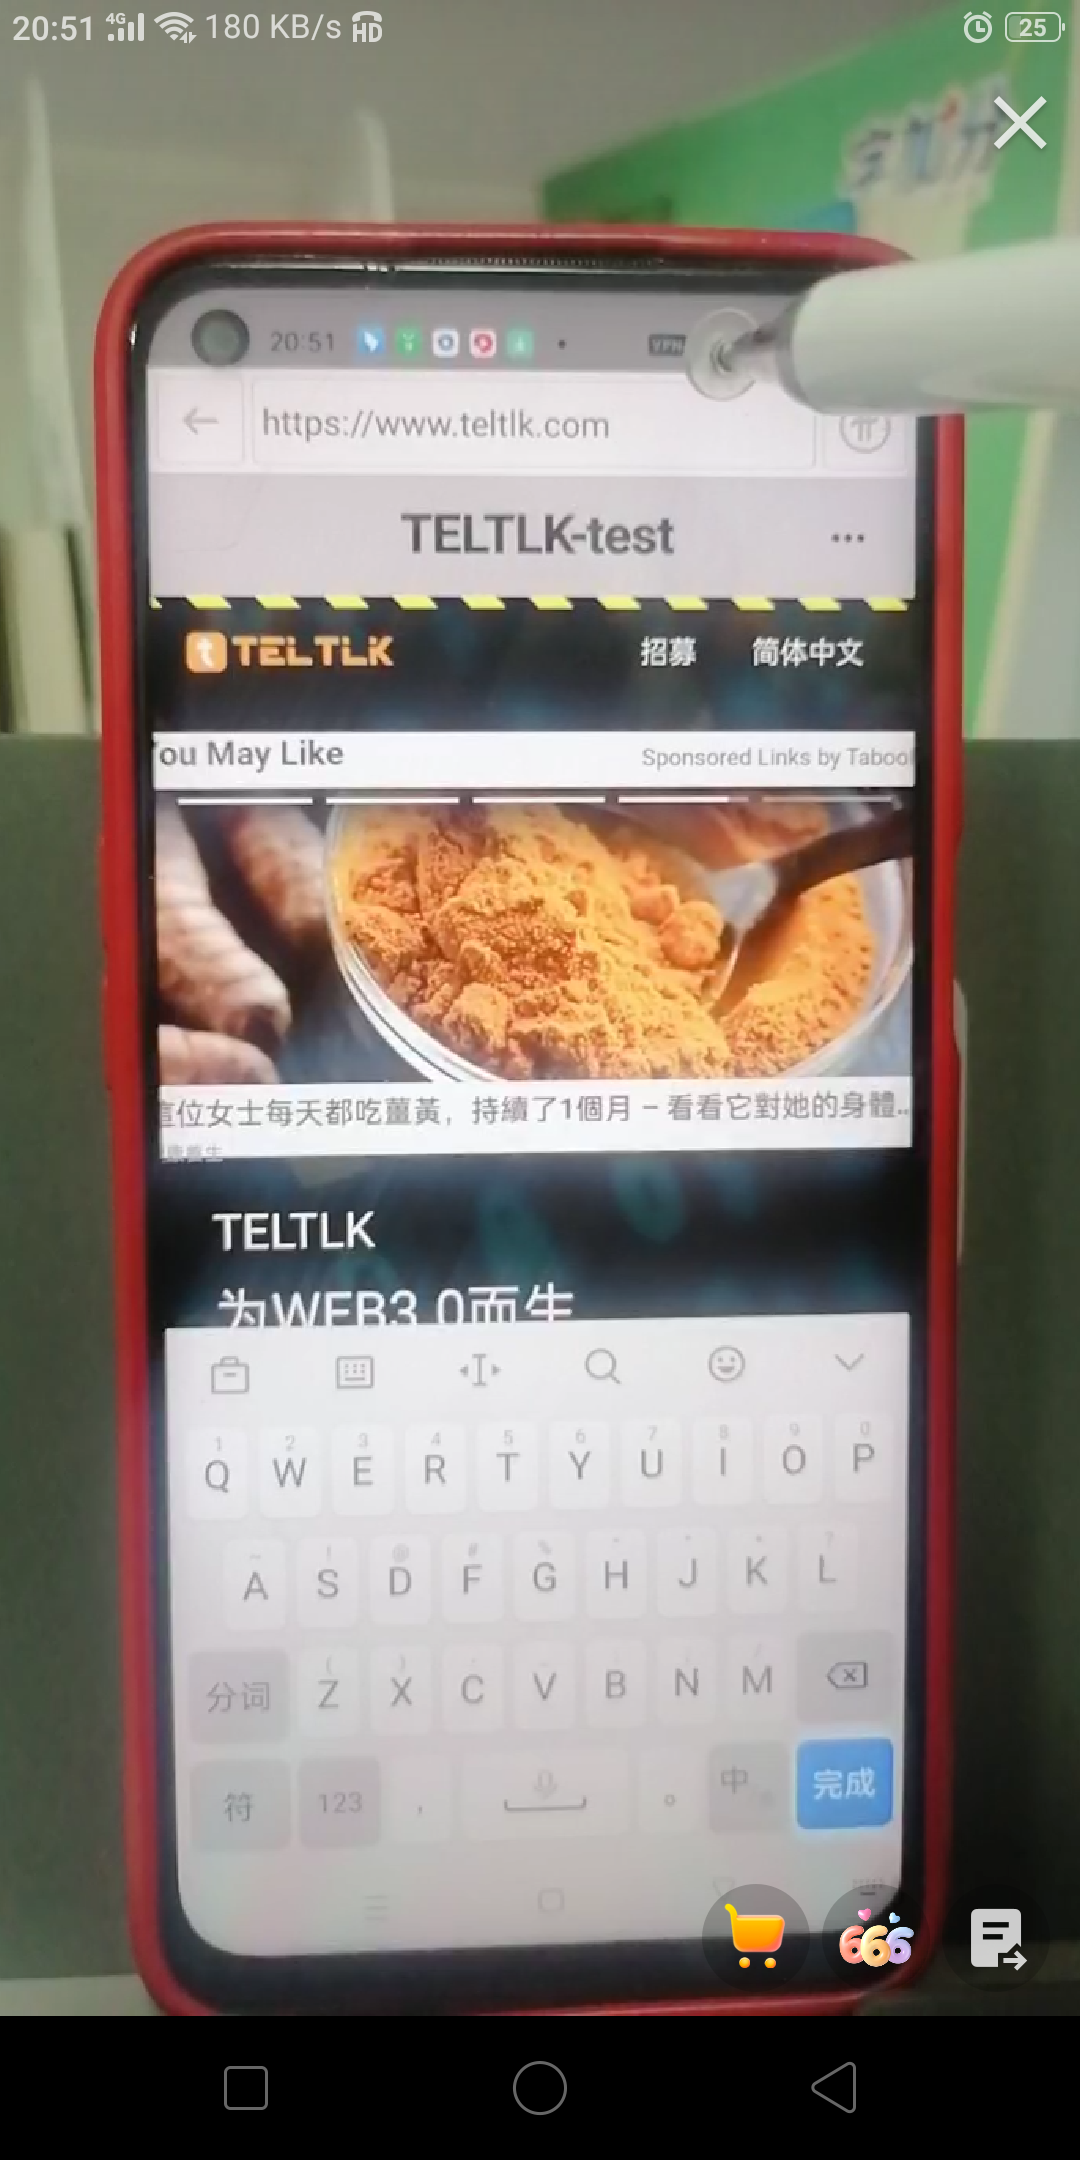 20:51 4G 180 KB/s HD 25
20:51 VPN
https://www.teltlk.com
TELTLK-test
TELTLK 招募 简体中文
ou May Like Sponsored Links by Taboo
這位女士每天都吃薑黃，持續了1個月 – 看看它對她的身體...
TELTLK
为WEB3.0而生
1 2 3 4 5 6 7 8 9 0
Q W E R T Y U I O P
~ ! @ # %
A S D F G H J K L
分词 Z X C V B N M
符 123 , 。 中 完成
666